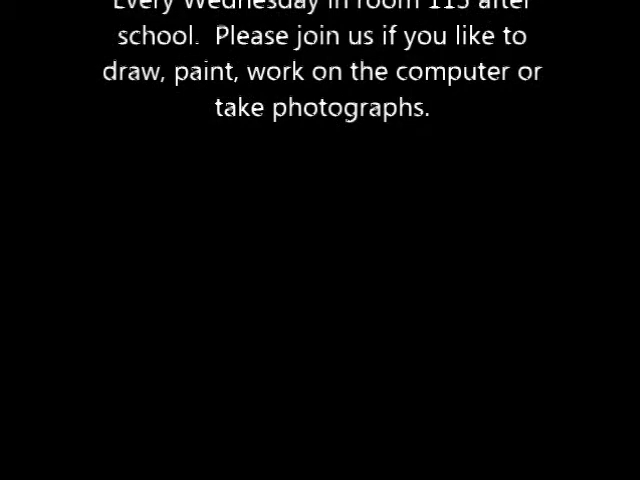 Every Wednesday in room 115 after
school.  Please join us if you like to
draw, paint, work on the computer or
take photographs.